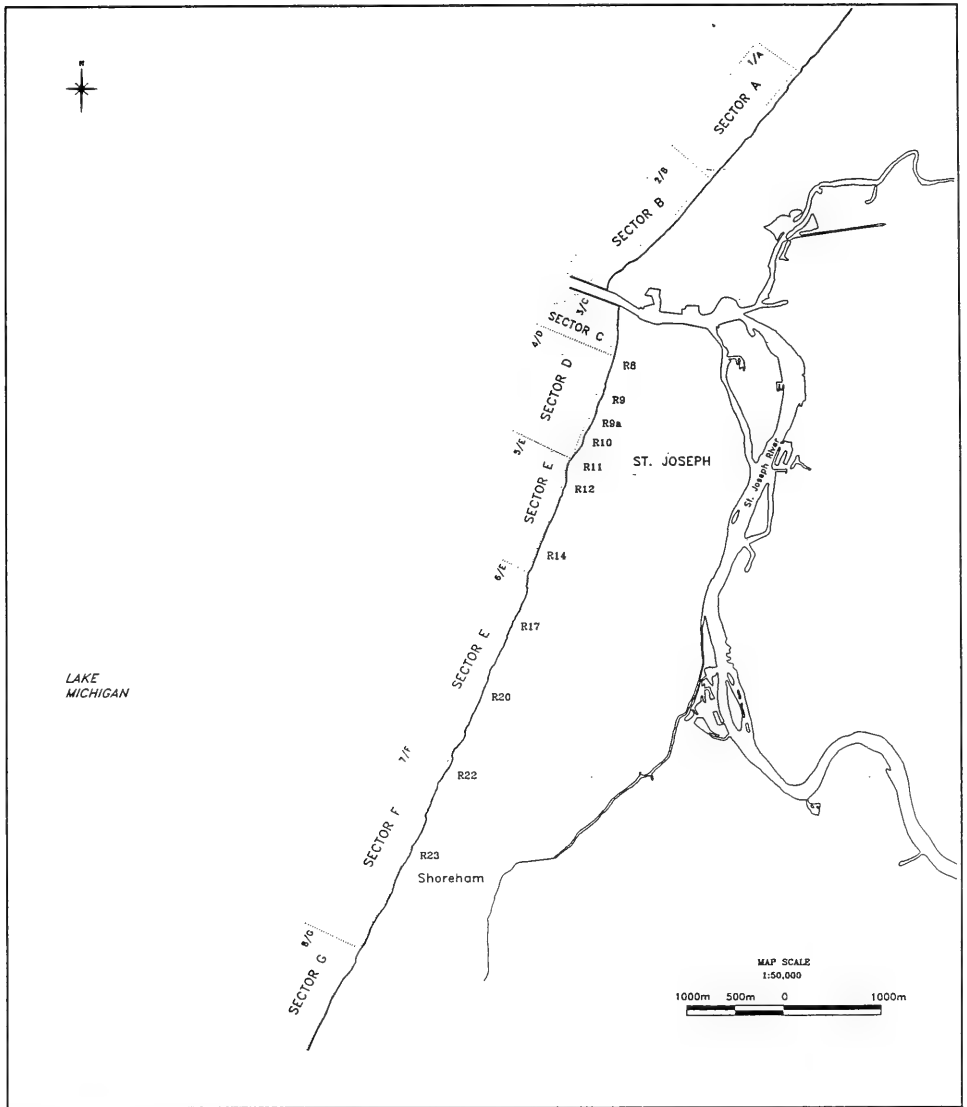 N
1/A
SECTOR A
2/B
SECTOR B
3/C
SECTOR C
4/D
SECTOR D
R8
R9
R9a
R10
5/E
SECTOR E
R11
R12
ST. JOSEPH
St. Joseph River
R14
6/E
R17
SECTOR E
R20
LAKE
MICHIGAN
7/F
R22
SECTOR F
R23
Shoreham
8/G
SECTOR G
MAP SCALE
1:50,000
1000m 500m 0 1000m